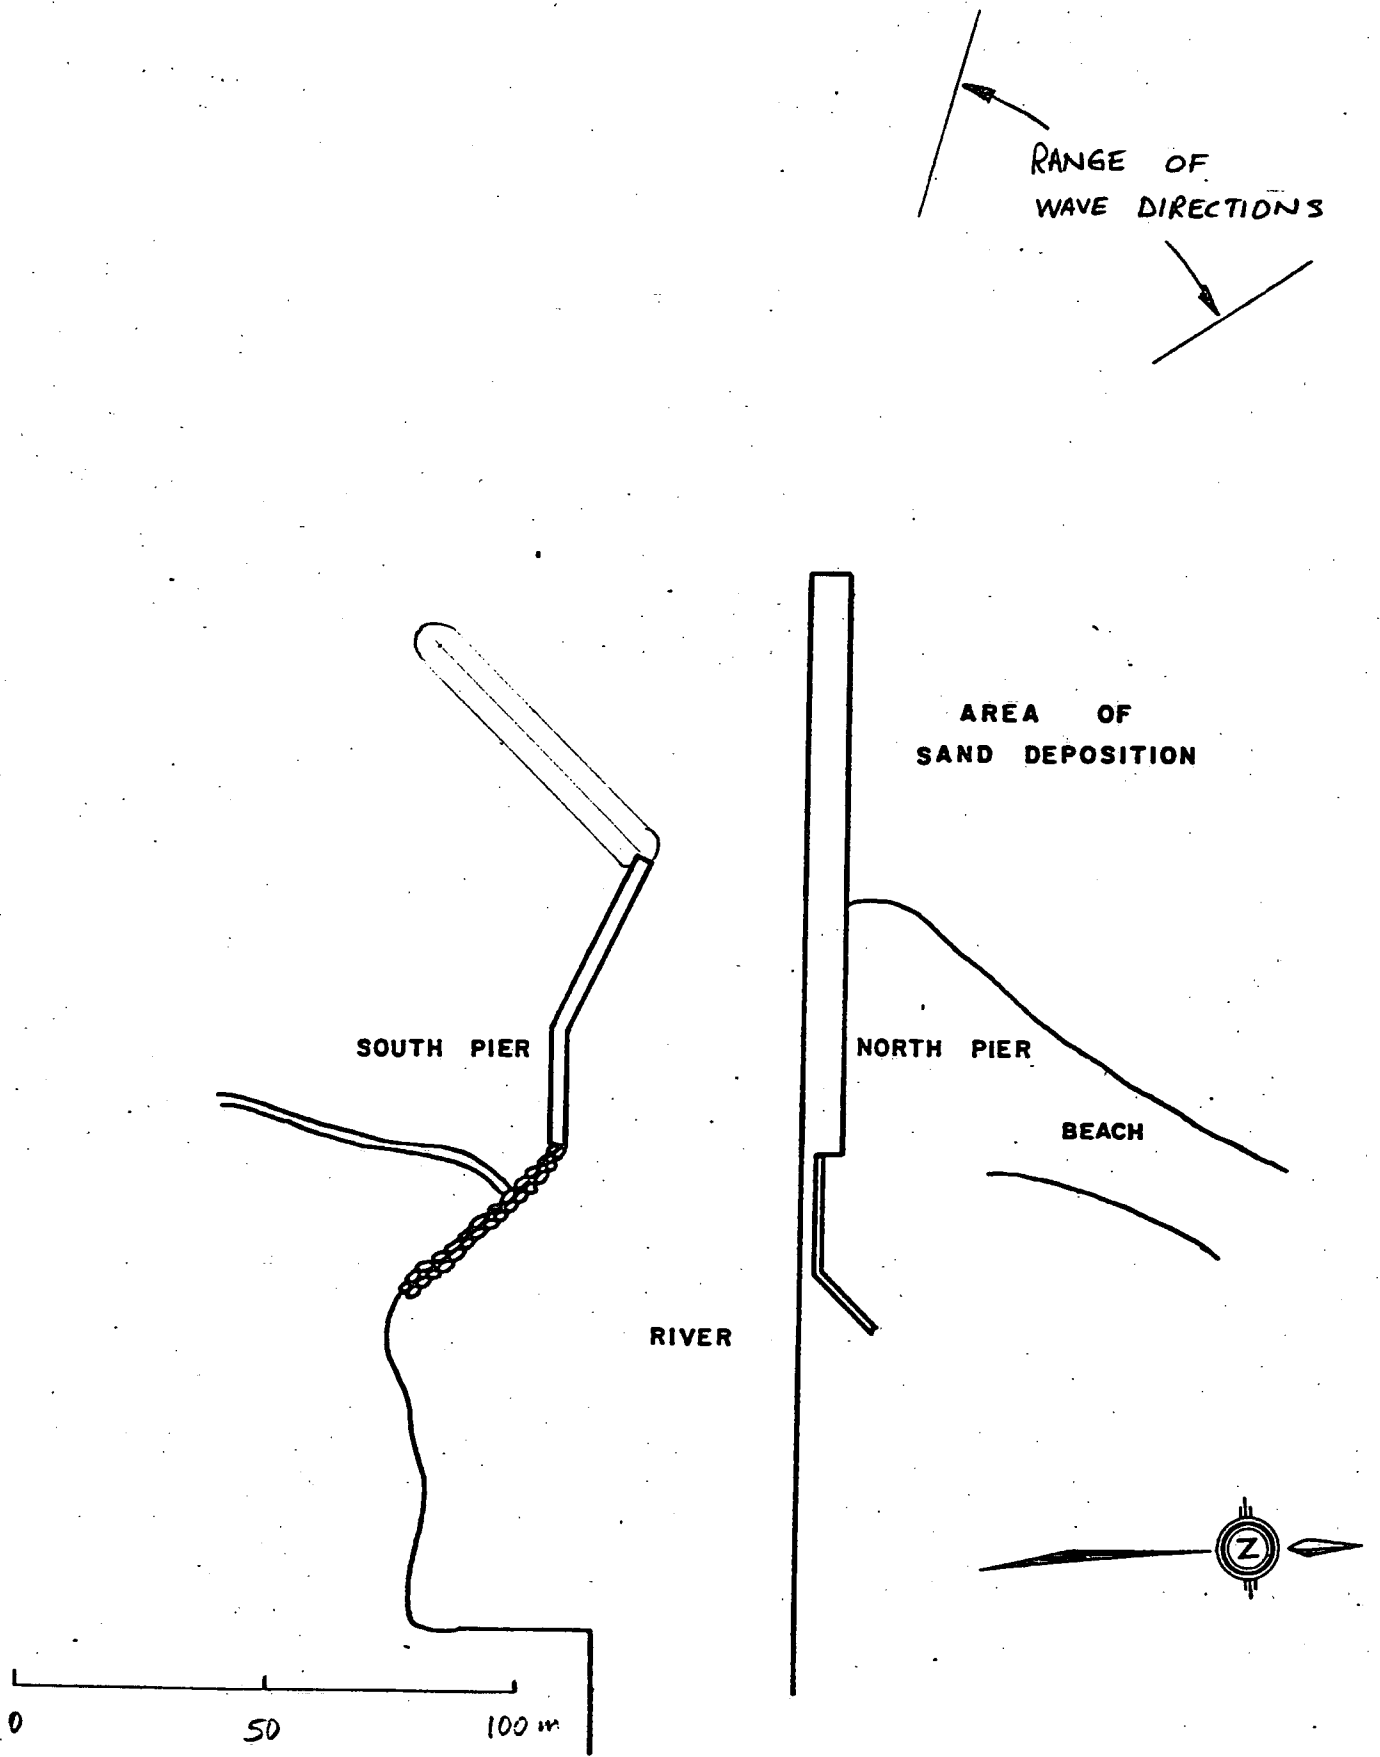 RANGE OF
WAVE DIRECTIONS
AREA OF
SAND DEPOSITION
SOUTH PIER
NORTH PIER
BEACH
RIVER
N
0 50 100 m